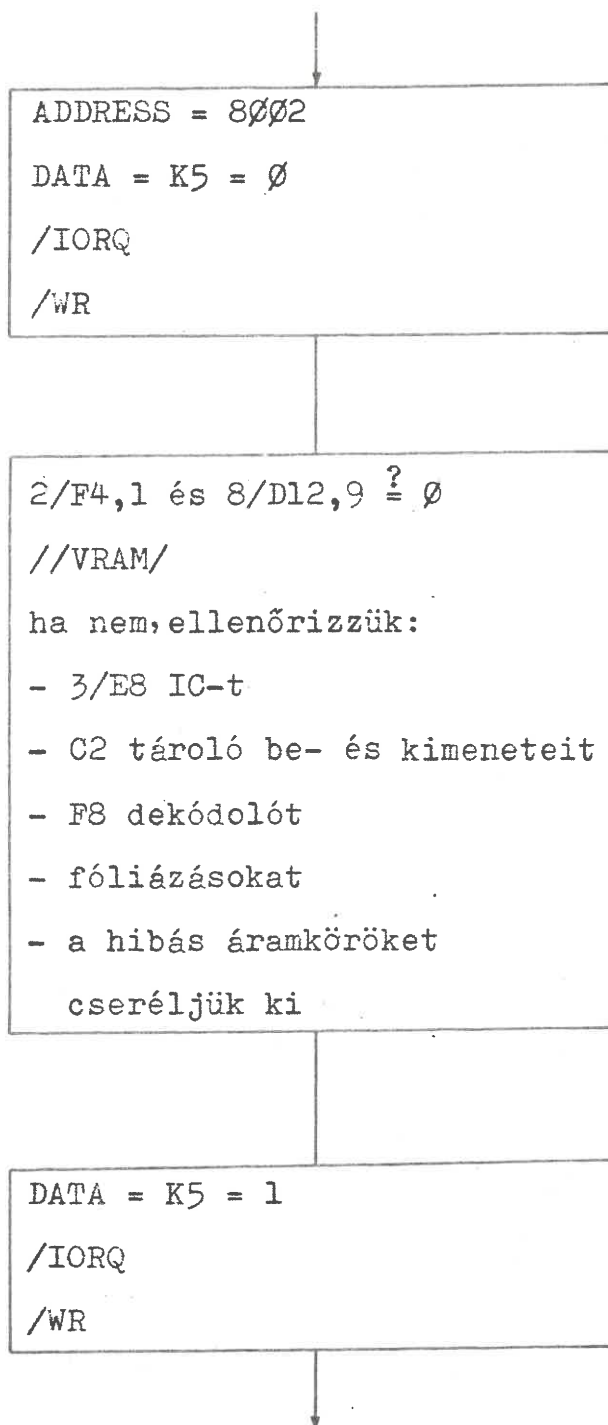 ADDRESS = 8ØØ2
DATA = K5 = Ø
/IORQ
/WR
2/F4,1 és 8/D12,9 ≟ Ø
//VRAM/
ha nem, ellenőrizzük:
- 3/E8 IC-t
- C2 tároló be- és kimeneteit
- F8 dekódolót
- fóliázásokat
- a hibás áramköröket
cseréljük ki
DATA = K5 = 1
/IORQ
/WR